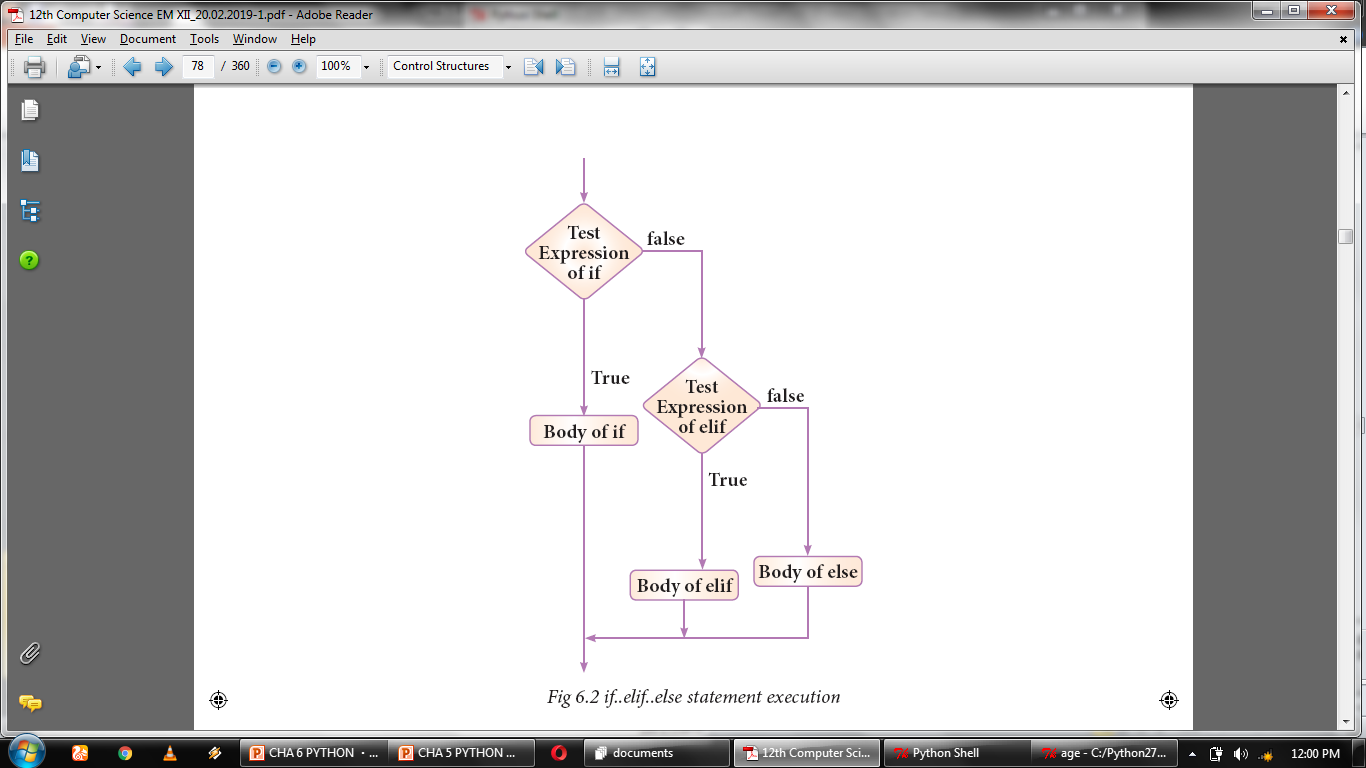 12th Computer Science EM XII_20.02.2019-1.pdf - Adobe Reader
Python Shell
File Edit View Document Tools Window Help
78 / 360 100% Control Structures
Test
Expression
of if
false
True
Body of if
Test
Expression
of elif
false
True
Body of elif
Body of else
Fig 6.2 if..elif..else statement execution
CHA 6 PYTHON - ...
CHA 5 PYTHON ...
documents
12th Computer Sci...
Python Shell
age - C:/Python27...
12:00 PM